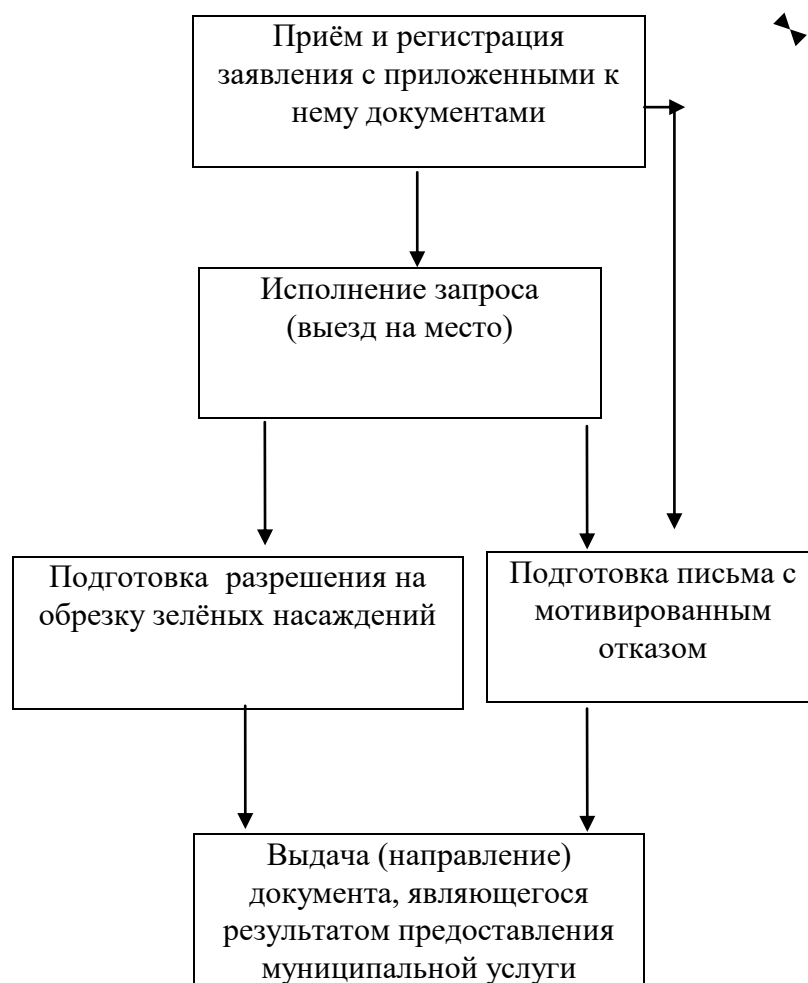 Приём и регистрация
заявления с приложенными к
нему документами
Исполнение запроса
(выезд на место)
Подготовка  разрешения на
обрезку зелёных насаждений
Подготовка письма с
мотивированным
отказом
Выдача (направление)
документа, являющегося
результатом предоставления
муниципальной услуги